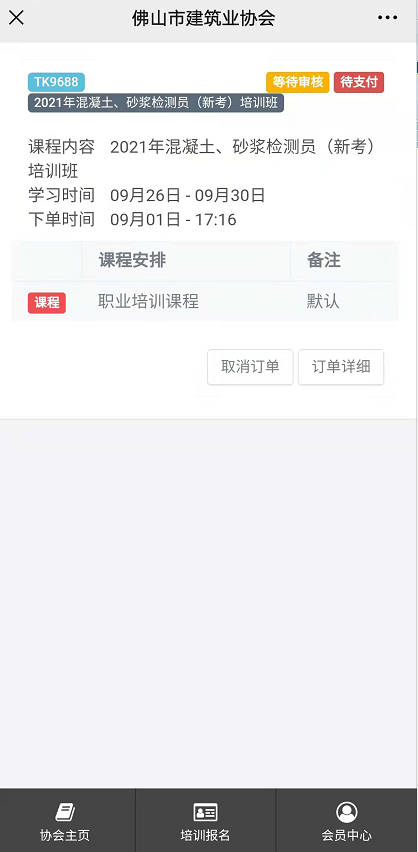 佛山市建筑业协会
TK9688 等待审核 待支付
2021年混凝土、砂浆检测员（新考）培训班
课程内容 2021年混凝土、砂浆检测员（新考）
培训班
学习时间 09月26日 - 09月30日
下单时间 09月01日 - 17:16
课程安排 备注
课程 职业培训课程 默认
取消订单 订单详细
协会主页 培训报名 会员中心